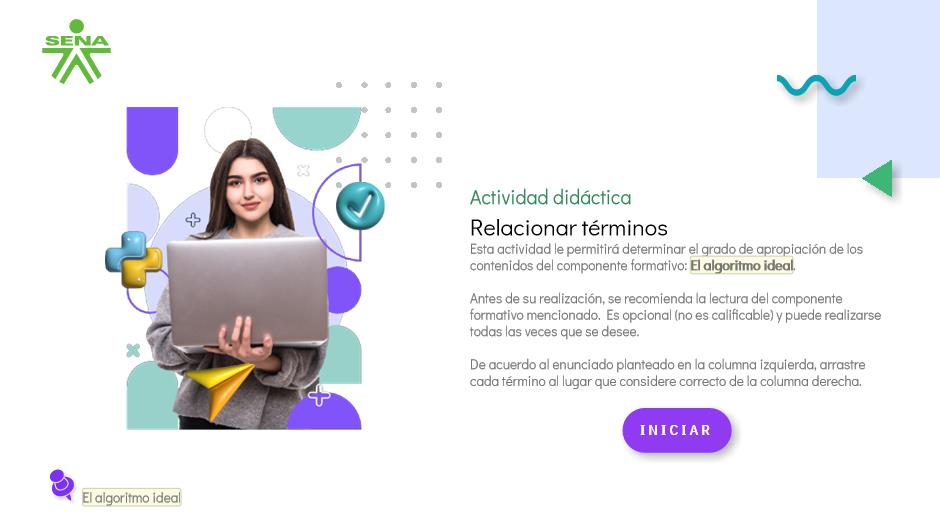 SENA
Actividad didáctica
Relacionar términos
Esta actividad le permitirá determinar el grado de apropiación de los
contenidos del componente formativo: El algoritmo ideal.
Antes de su realización, se recomienda la lectura del componente
formativo mencionado. Es opcional (no es calificable) y puede realizarse
todas las veces que se desee.
De acuerdo al enunciado planteado en la columna izquierda, arrastre
cada término al lugar que considere correcto de la columna derecha.
INICIAR
El algoritmo ideal